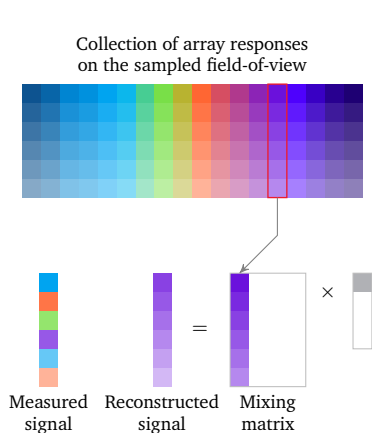 Collection of array responses
on the sampled field-of-view
×
=
Measured
signal
Reconstructed
signal
Mixing
matrix